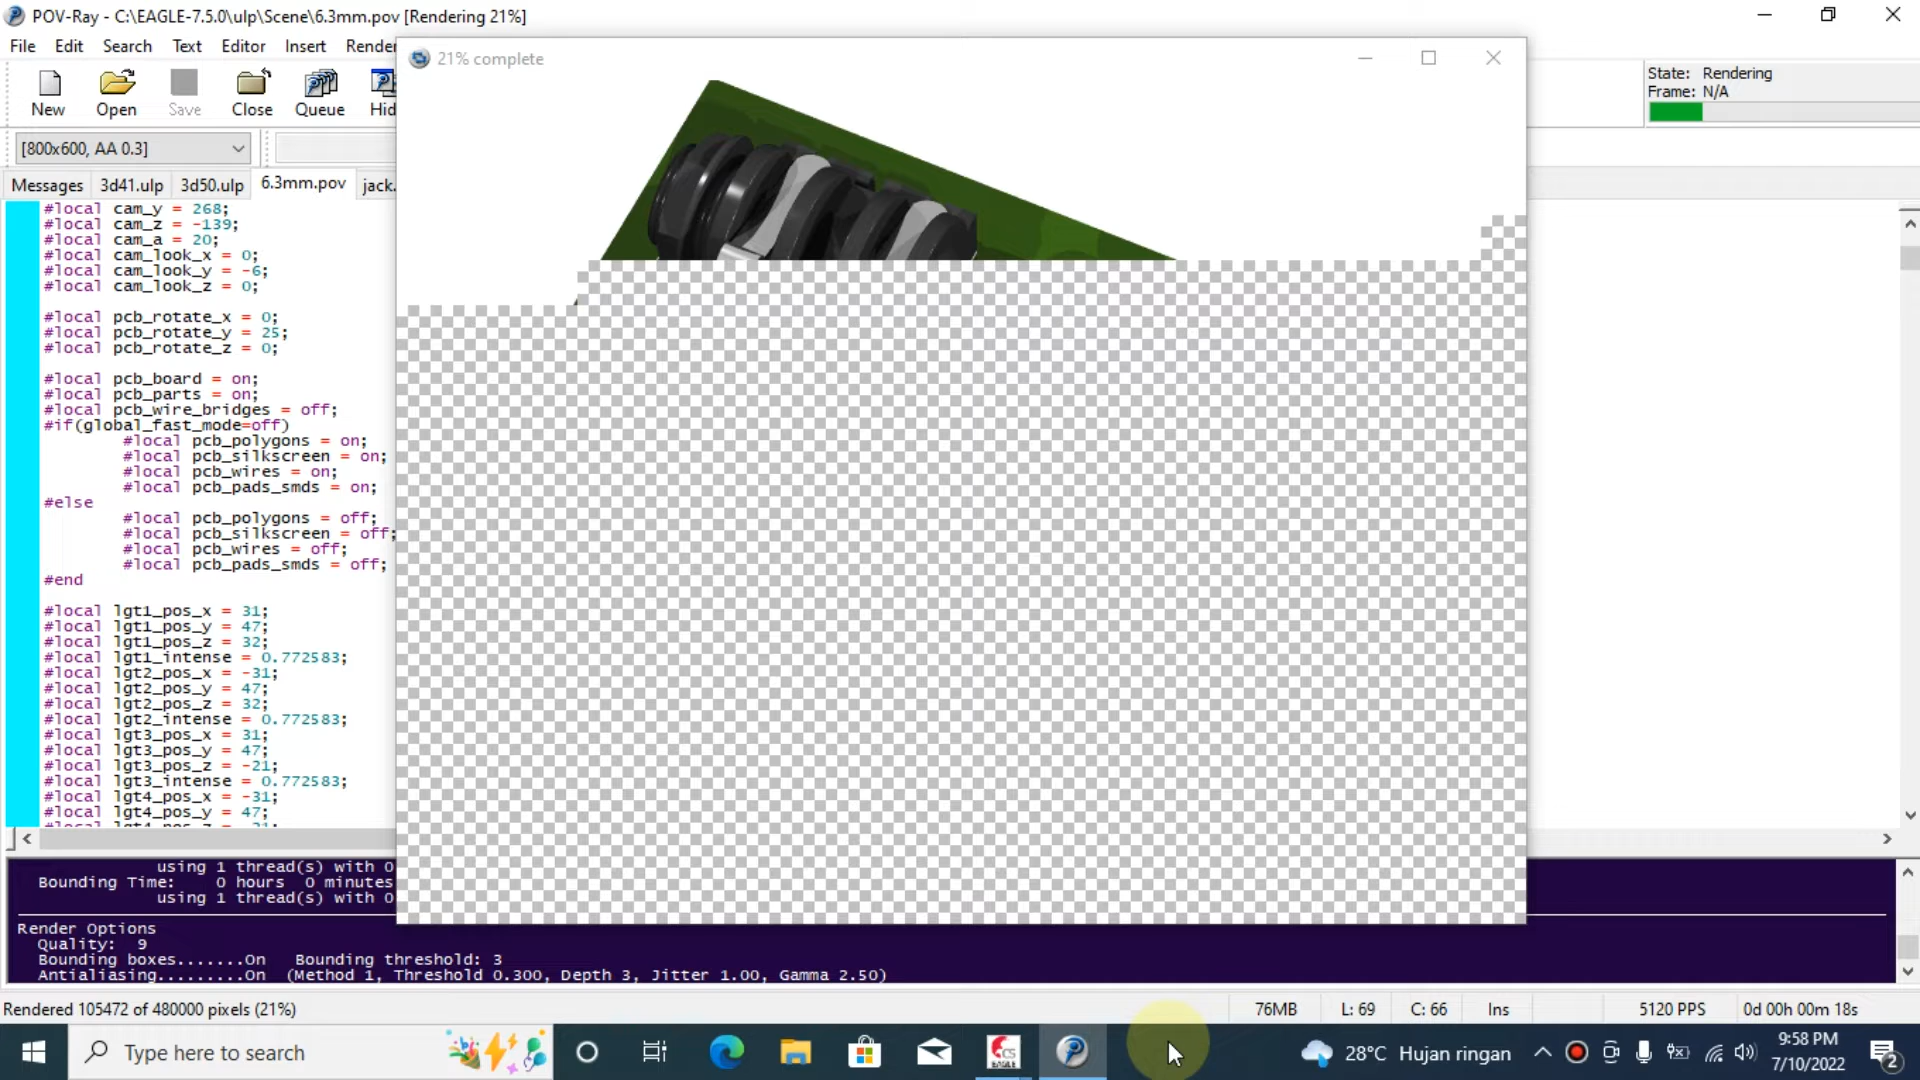 POV-Ray - C:\EAGLE-7.5.0\ulp\Scene\6.3mm.pov [Rendering 21%]
File Edit Search Text Editor Insert Render
21% complete
New Open Save Close Queue Hid
State: Rendering
Frame: N/A
[800x600, AA 0.3]
Messages 3d41.ulp 3d50.ulp 6.3mm.pov jack.
#local cam_y = 268;
#local cam_z = -139;
#local cam_a = 20;
#local cam_look_x = 0;
#local cam_look_y = -6;
#local cam_look_z = 0;
#local pcb_rotate_x = 0;
#local pcb_rotate_y = 25;
#local pcb_rotate_z = 0;
#local pcb_board = on;
#local pcb_parts = on;
#local pcb_wire_bridges = off;
#if(global_fast_mode=off)
#local pcb_polygons = on;
#local pcb_silkscreen = on;
#local pcb_wires = on;
#local pcb_pads_smds = on;
#else
#local pcb_polygons = off;
#local pcb_silkscreen = off;
#local pcb_wires = off;
#local pcb_pads_smds = off;
#end
#local lgt1_pos_x = 31;
#local lgt1_pos_y = 47;
#local lgt1_pos_z = 32;
#local lgt1_intense = 0.772583;
#local lgt2_pos_x = -31;
#local lgt2_pos_y = 47;
#local lgt2_pos_z = 32;
#local lgt2_intense = 0.772583;
#local lgt3_pos_x = 31;
#local lgt3_pos_y = 47;
#local lgt3_pos_z = -21;
#local lgt3_intense = 0.772583;
#local lgt4_pos_x = -31;
#local lgt4_pos_y = 47;
using 1 thread(s) with 0
Bounding Time: 0 hours 0 minutes
using 1 thread(s) with 0
Render Options
Quality: 9
Bounding boxes.......On Bounding threshold: 3
Antialiasing.........On (Method 1, Threshold 0.300, Depth 3, Jitter 1.00, Gamma 2.50)
Rendered 105472 of 480000 pixels (21%) 76MB L: 69 C: 66 Ins 5120 PPS 0d 00h 00m 18s
Type here to search
CS
EAGLE
28°C Hujan ringan
9:58 PM
7/10/2022
2